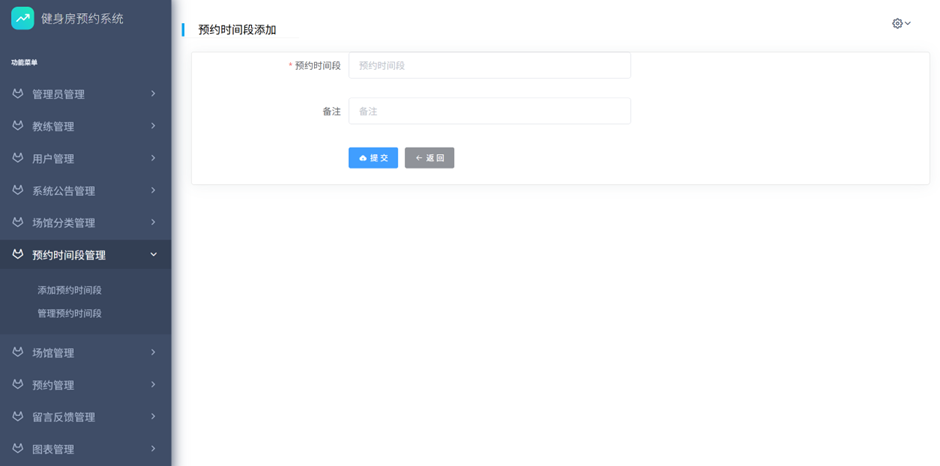 健身房预约系统
功能菜单
管理员管理
教练管理
用户管理
系统公告管理
场馆分类管理
预约时间段管理
添加预约时间段
管理预约时间段
场馆管理
预约管理
留言反馈管理
图表管理
预约时间段添加
* 预约时间段 预约时间段
备注 备注
提交 返回